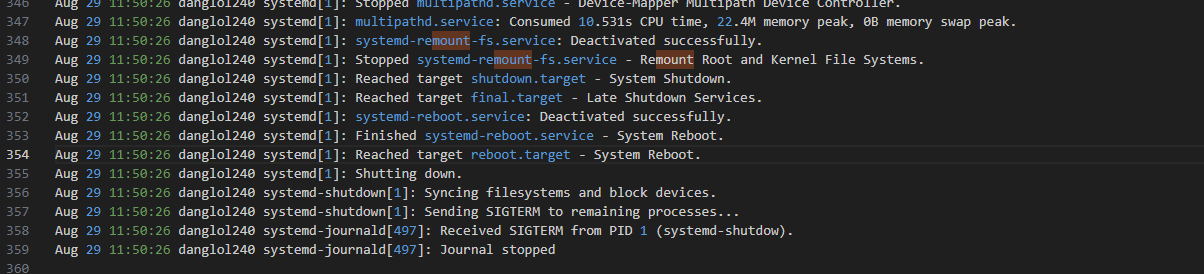 346 Aug 29 11:50:26 danglol240 systemd[1]: Stopped multipathd.service - Device-Mapper Multipath Device Controller.
347 Aug 29 11:50:26 danglol240 systemd[1]: multipathd.service: Consumed 10.531s CPU time, 22.4M memory peak, 0B memory swap peak.
348 Aug 29 11:50:26 danglol240 systemd[1]: systemd-remount-fs.service: Deactivated successfully.
349 Aug 29 11:50:26 danglol240 systemd[1]: Stopped systemd-remount-fs.service - Remount Root and Kernel File Systems.
350 Aug 29 11:50:26 danglol240 systemd[1]: Reached target shutdown.target - System Shutdown.
351 Aug 29 11:50:26 danglol240 systemd[1]: Reached target final.target - Late Shutdown Services.
352 Aug 29 11:50:26 danglol240 systemd[1]: systemd-reboot.service: Deactivated successfully.
353 Aug 29 11:50:26 danglol240 systemd[1]: Finished systemd-reboot.service - System Reboot.
354 Aug 29 11:50:26 danglol240 systemd[1]: Reached target reboot.target - System Reboot.
355 Aug 29 11:50:26 danglol240 systemd[1]: Shutting down.
356 Aug 29 11:50:26 danglol240 systemd-shutdown[1]: Syncing filesystems and block devices.
357 Aug 29 11:50:26 danglol240 systemd-shutdown[1]: Sending SIGTERM to remaining processes...
358 Aug 29 11:50:26 danglol240 systemd-journald[497]: Received SIGTERM from PID 1 (systemd-shutdow).
359 Aug 29 11:50:26 danglol240 systemd-journald[497]: Journal stopped
360